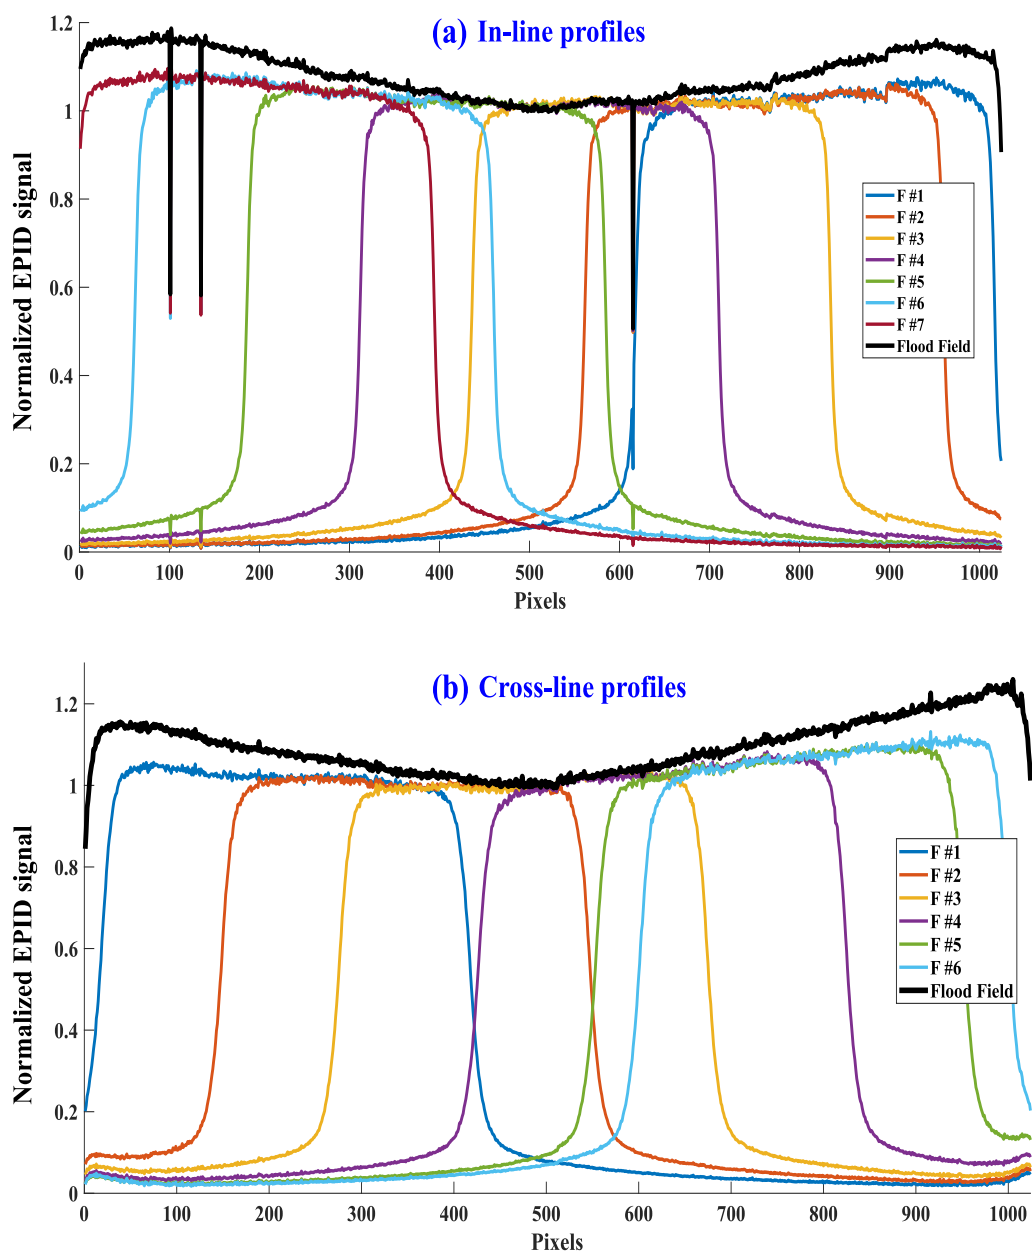 (a) In-line profiles
Normalized EPID signal
1.2
1
0.8
0.6
0.4
0.2
0
0 100 200 300 400 500 600 700 800 900 1000
Pixels
F #1
F #2
F #3
F #4
F #5
F #6
F #7
Flood Field
(b) Cross-line profiles
Normalized EPID signal
1.2
1
0.8
0.6
0.4
0.2
0
0 100 200 300 400 500 600 700 800 900 1000
Pixels
F #1
F #2
F #3
F #4
F #5
F #6
Flood Field